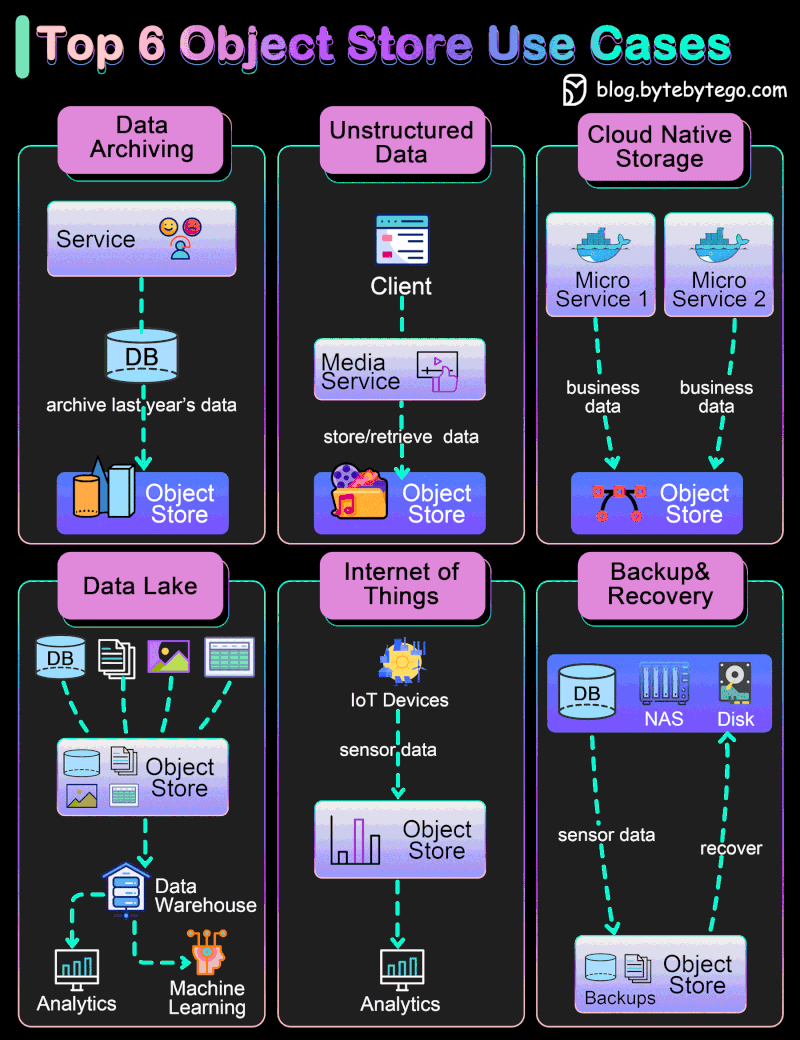 Top 6 Object Store Use Cases
blog.bytebytego.com
Data
Archiving
Service
DB
archive last year's data
Object
Store
Unstructured
Data
Client
Media
Service
store/retrieve data
Object
Store
Cloud Native
Storage
Micro
Service 1
Micro
Service 2
business
data
business
data
Object
Store
Data Lake
DB
Object
Store
Data
Warehouse
Analytics
Machine
Learning
Internet of
Things
IoT Devices
sensor data
Object
Store
Analytics
Backup&
Recovery
DB
NAS
Disk
sensor data
recover
Object
Store
Backups